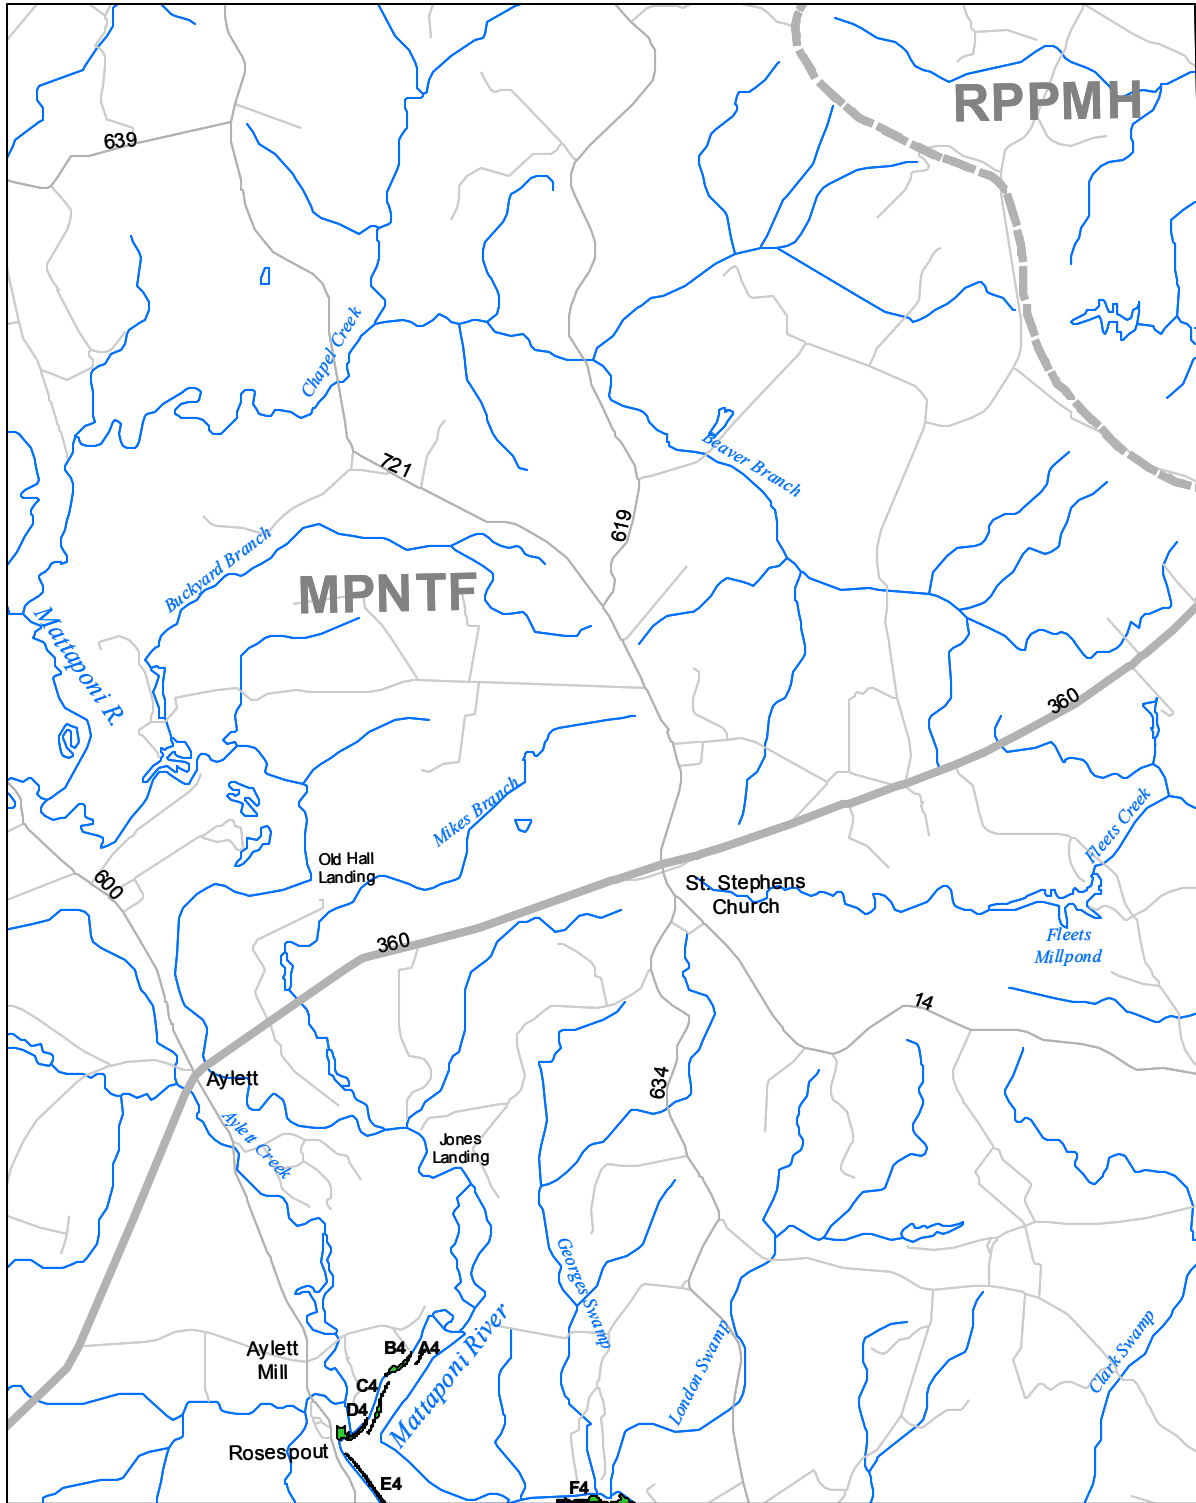 RPPMH
639
Chapel Creek
721
Beaver Branch
619
Buckyard Branch
MPNTF
Mattaponi R.
360
Mikes Branch
Fleets Creek
Old Hall
Landing
600
St. Stephens
Church
360
Fleets
Millpond
14
634
Aylett
Aylett Creek
Jones
Landing
Georges Swamp
Mattaponi River
London Swamp
Clark Swamp
Aylett
Mill
B4
A4
C4
D4
Rosespout
E4
F4